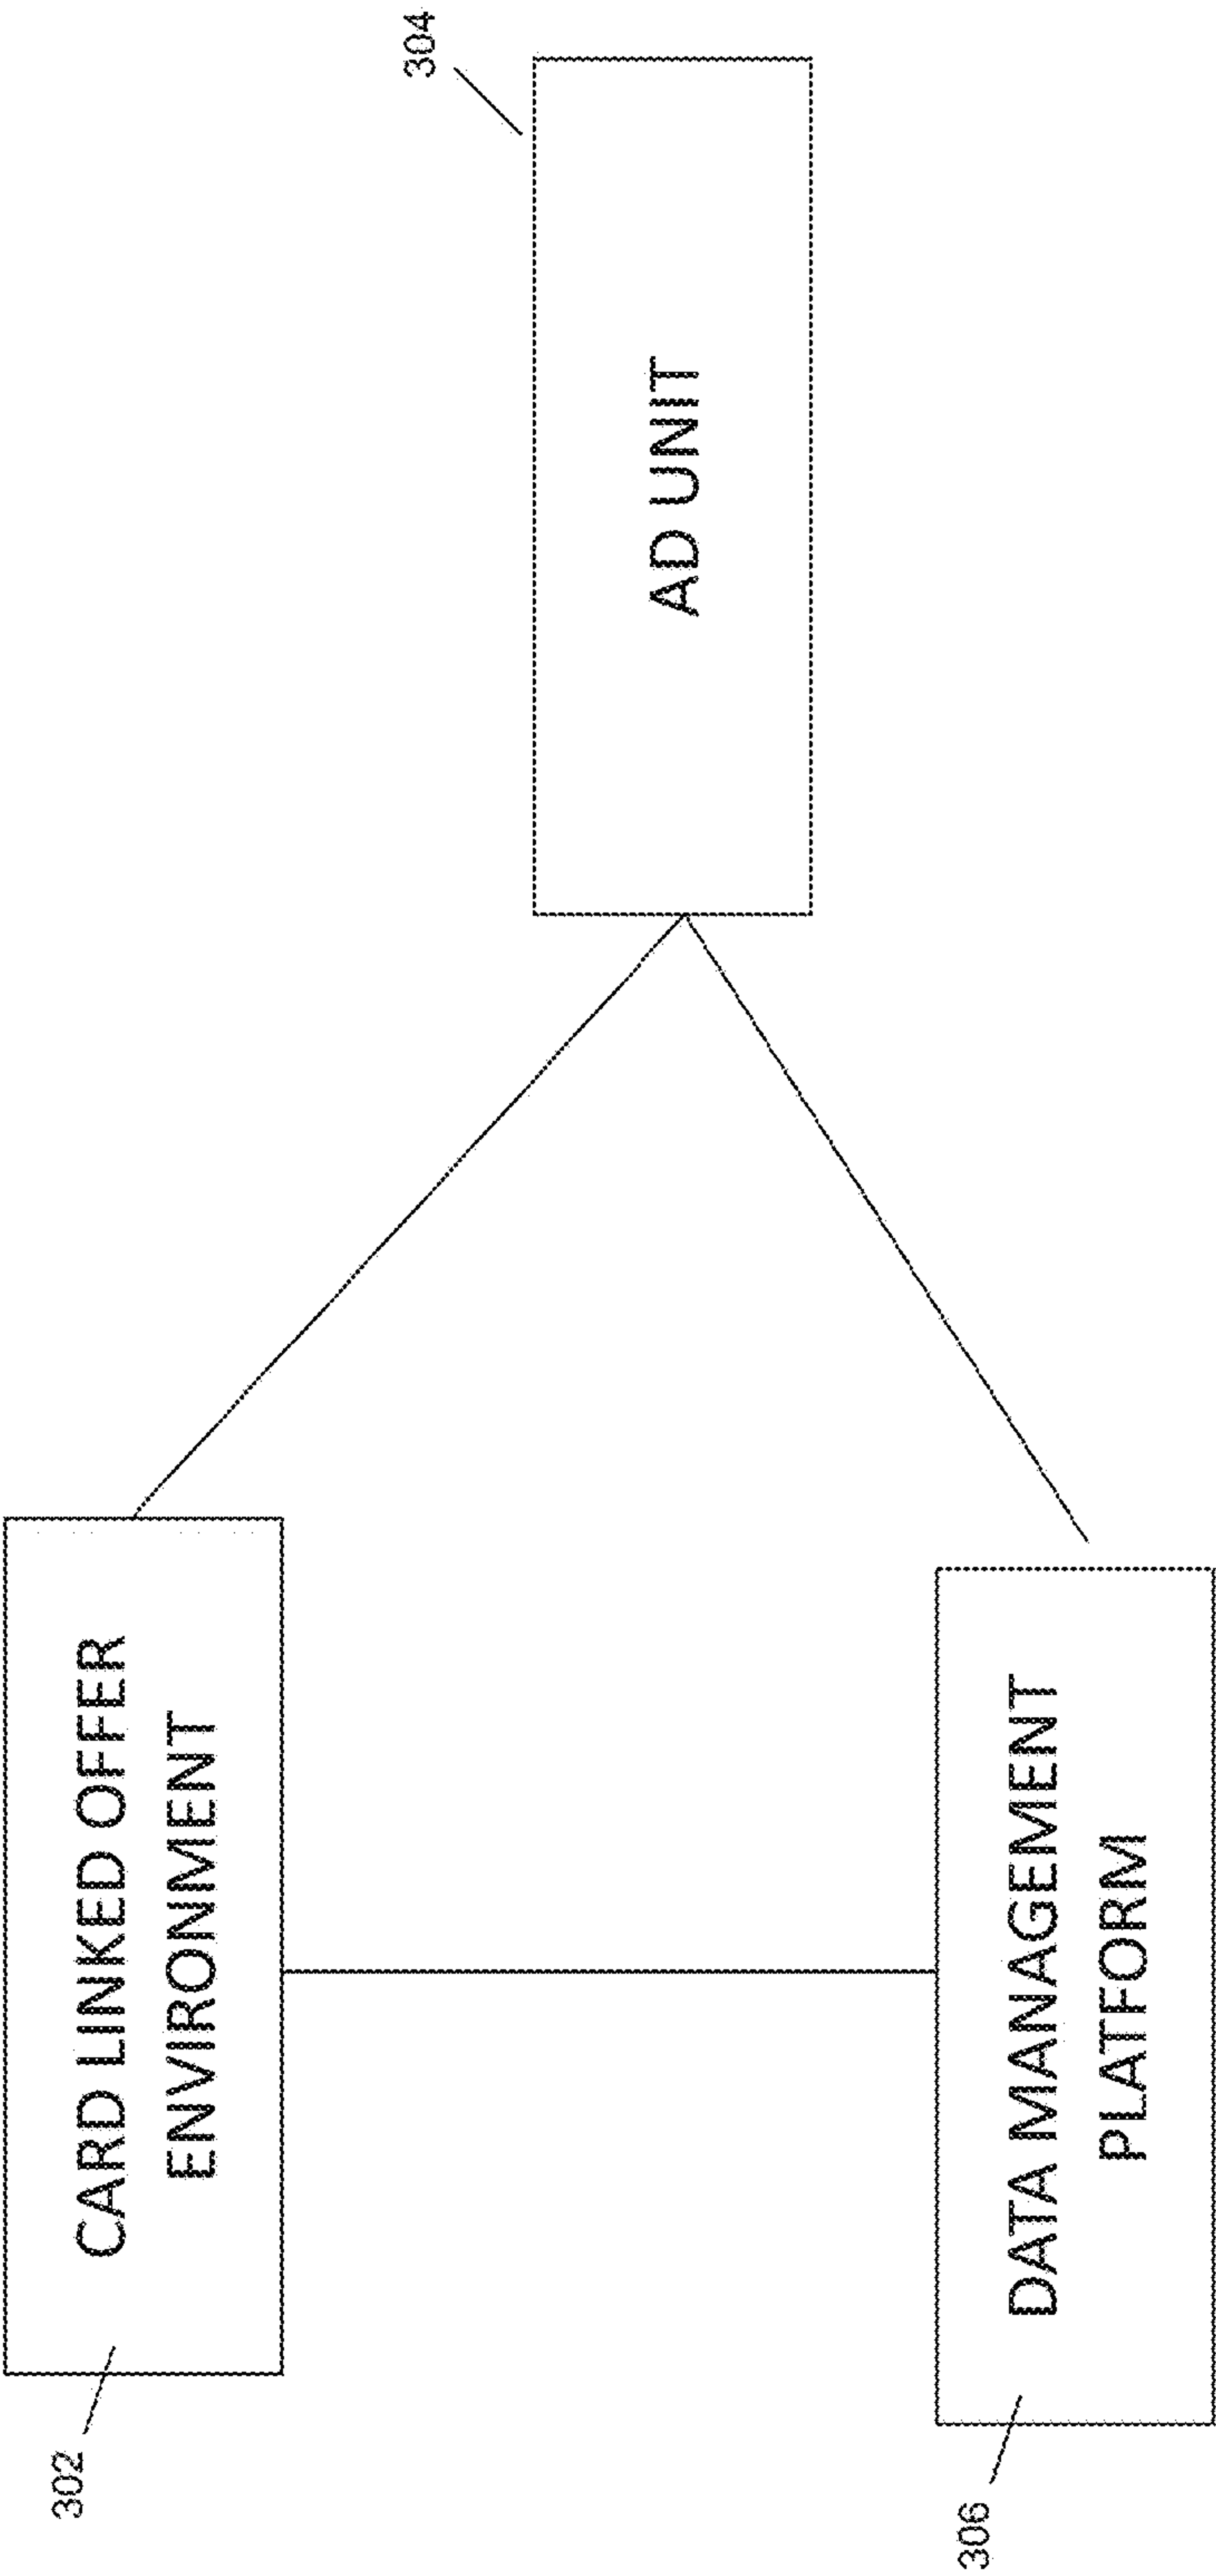 302
CARD LINKED OFFER
ENVIRONMENT
304
AD UNIT
306
DATA MANAGEMENT
PLATFORM